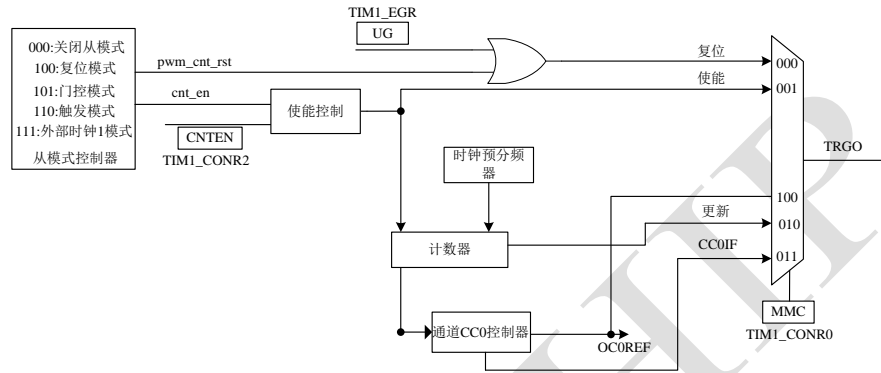 TIM1_EGR
UG
000:关闭从模式
100:复位模式
101:门控模式
110:触发模式
111:外部时钟1模式
从模式控制器
pwm_cnt_rst
cnt_en
CNTEN
TIM1_CONR2
使能控制
复位
使能
000
001
时钟预分频
器
TRGO
100
更新
010
计数器
CC0IF
011
通道CC0控制器
OC0REF
MMC
TIM1_CONR0